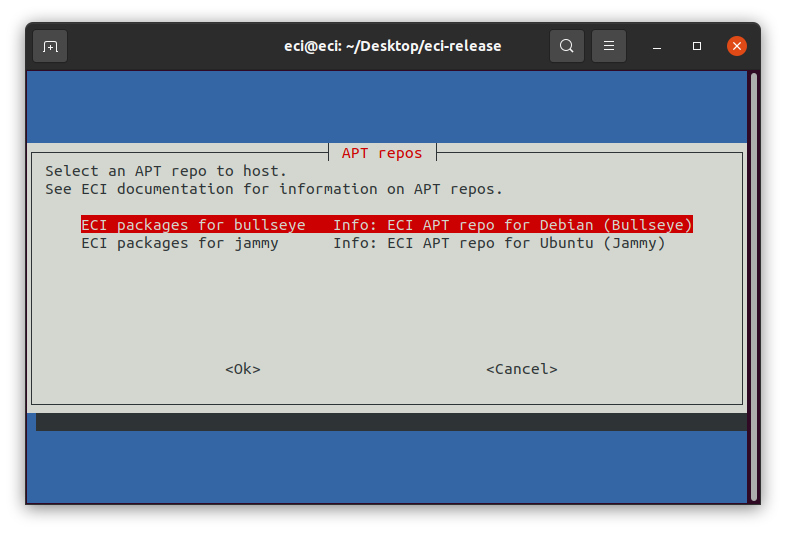 eci@eci: ~/Desktop/eci-release
APT repos
Select an APT repo to host.
See ECI documentation for information on APT repos.
ECI packages for bullseye Info: ECI APT repo for Debian (Bullseye)
ECI packages for jammy Info: ECI APT repo for Ubuntu (Jammy)
<Ok> <Cancel>